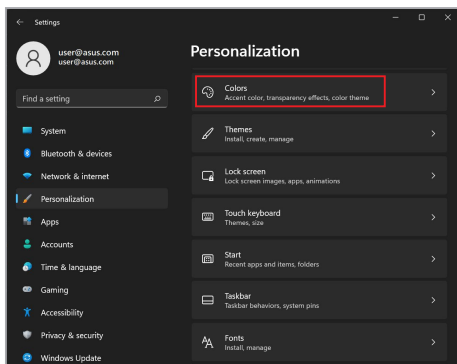 Settings
user@asus.com
user@asus.com
Find a setting
System
Bluetooth & devices
Network & internet
Personalization
Apps
Accounts
Time & language
Gaming
Accessibility
Privacy & security
Windows Update
Personalization
Colors
Accent color, transparency effects, color theme
Themes
Install, create, manage
Lock screen
Lock screen images, apps, animations
Touch keyboard
Themes, size
Start
Recent apps and items, folders
Taskbar
Taskbar behaviors, system pins
Fonts
Install, manage